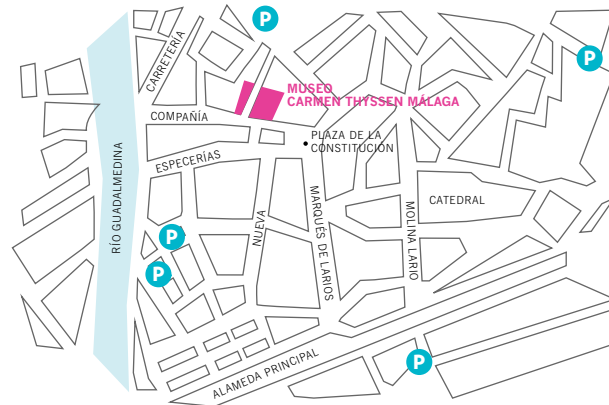 P
P
CARRETERÍA
MUSEO
CARMEN THYSSEN MÁLAGA
COMPAÑÍA
PLAZA DE LA
CONSTITUCIÓN
ESPECERÍAS
RÍO GUADALMEDINA
CATEDRAL
NUEVA
MARQUÉS DE LARIOS
MOLINA LARIO
P
P
ALAMEDA PRINCIPAL
P